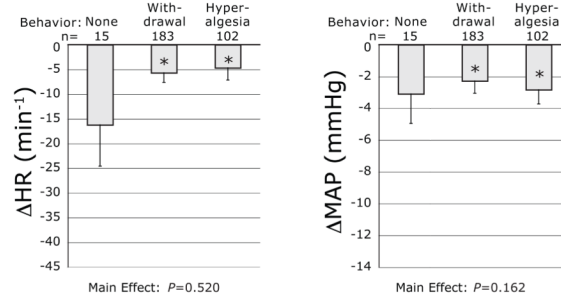 Behavior: None With-drawal Hyper-algesia
n= 15 183 102
0
-5
-10
-15
-20
-25
-30
-35
-40
-45
ΔHR (min-1)
* *
Main Effect: P=0.520
Behavior: None With-drawal Hyper-algesia
n= 15 183 102
0
-2
-4
-6
-8
-10
-12
-14
ΔMAP (mmHg)
* *
Main Effect: P=0.162